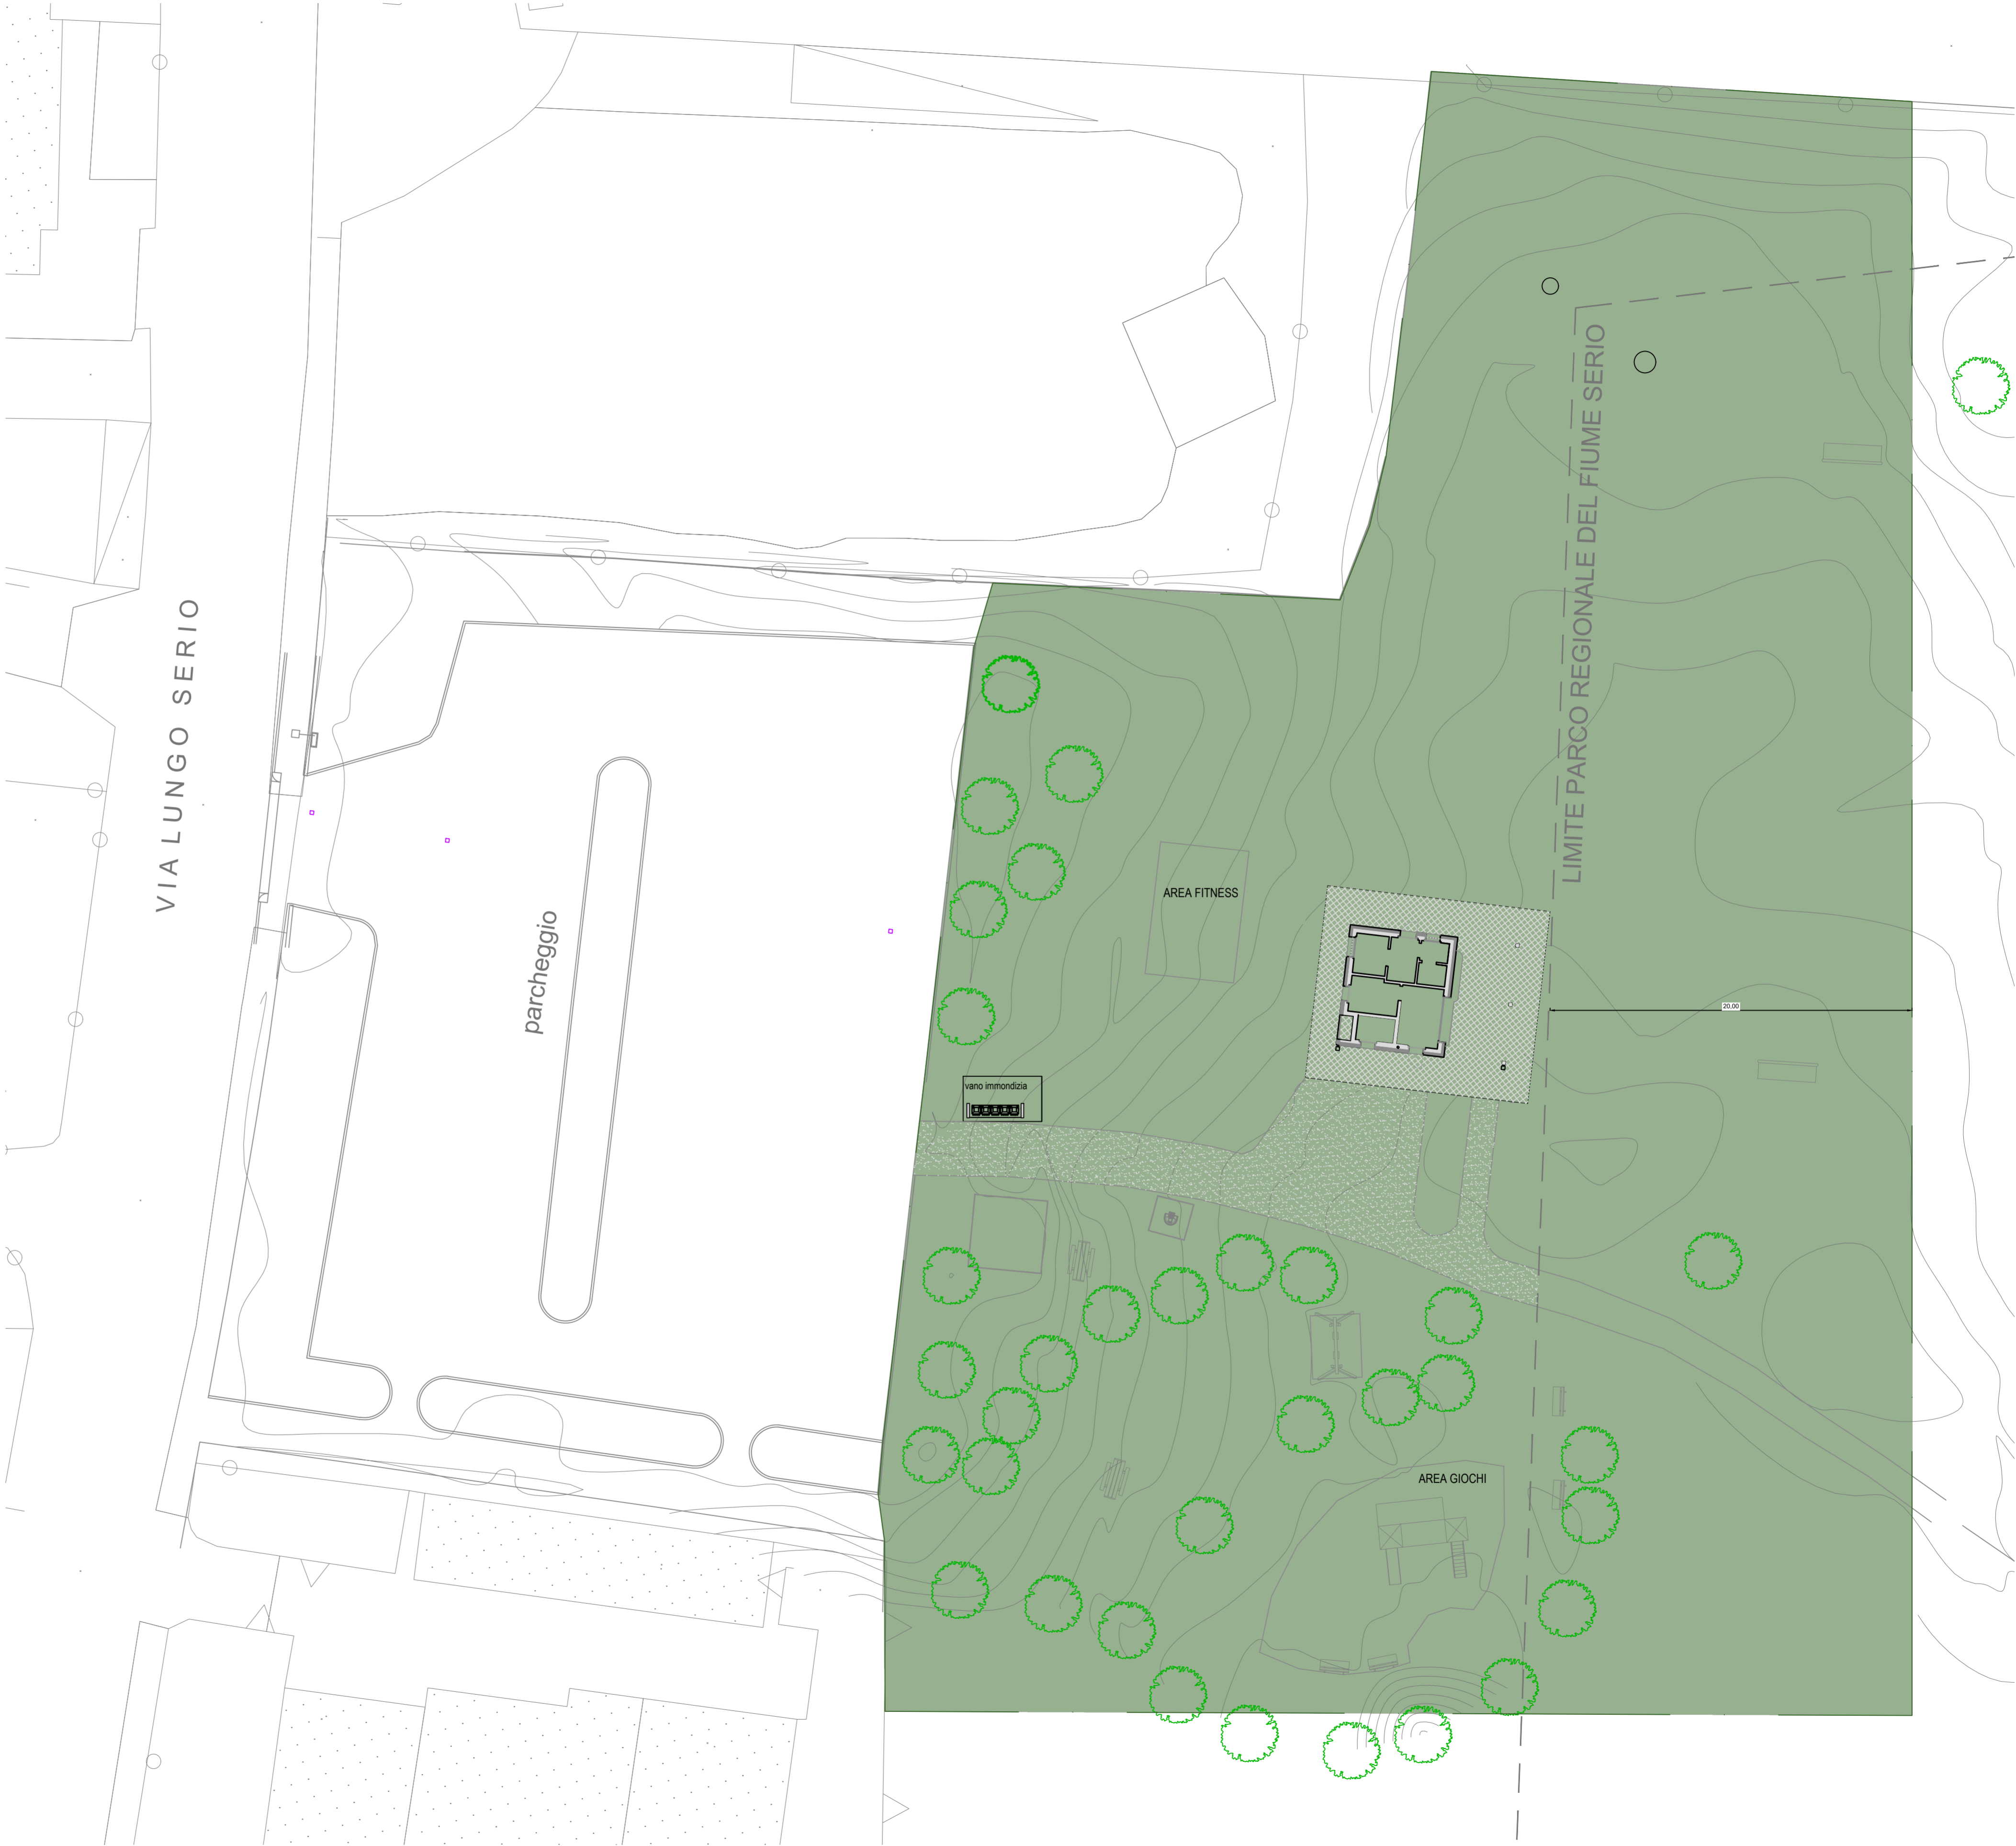 VIA LUNGO SERIO
parcheggio
LIMITE PARCO REGIONALE DEL FIUME SERIO
AREA FITNESS
20,00
vano immondizia
AREA GIOCHI